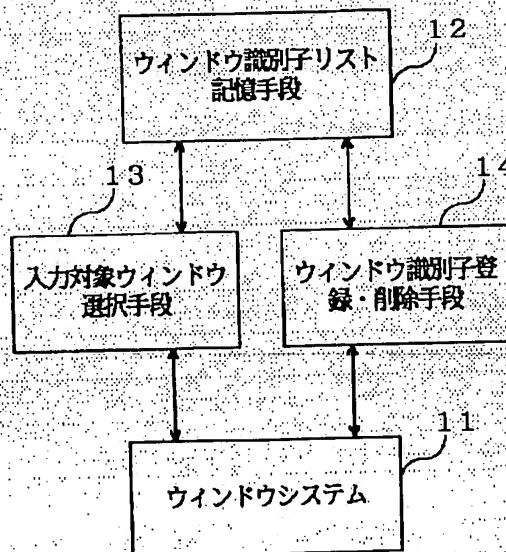 12
ウィンドウ識別子リスト
記憶手段
13
14
入力対象ウィンドウ
選択手段
ウィンドウ識別子登
録・削除手段
11
ウィンドウシステム